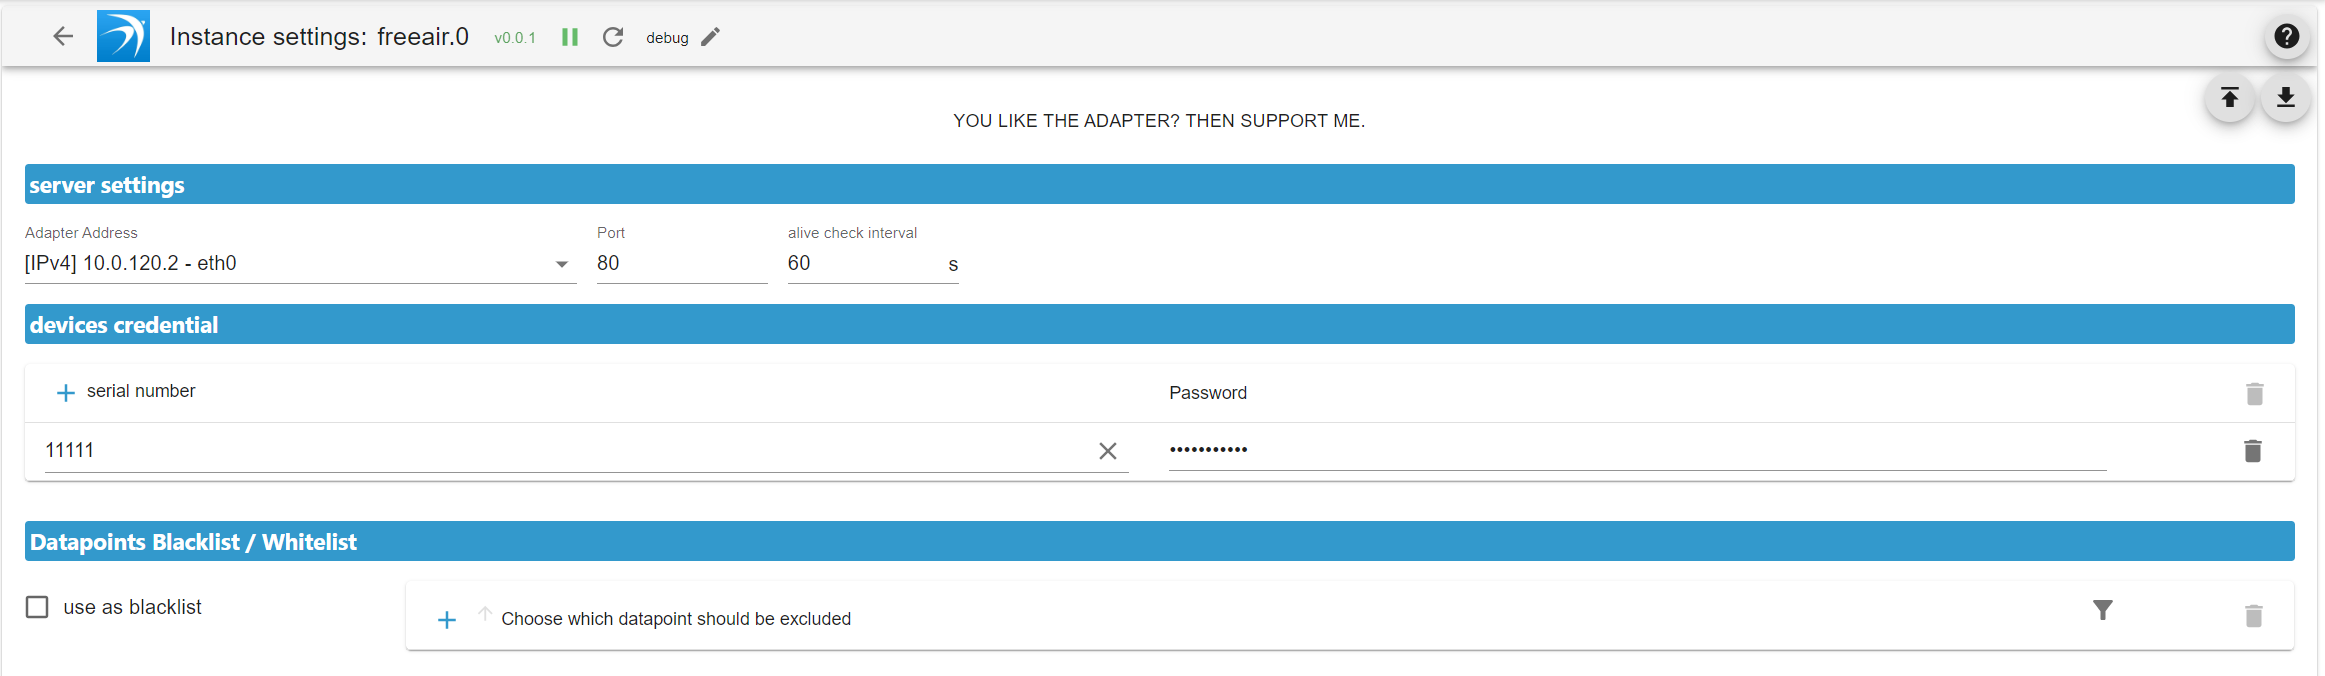 Instance settings: freeair.0 v0.0.1 debug
YOU LIKE THE ADAPTER? THEN SUPPORT ME.
server settings
Adapter Address Port alive check interval
[IPv4] 10.0.120.2 - eth0 80 60 s
devices credential
serial number Password
11111 •••••••••••
Datapoints Blacklist / Whitelist
use as blacklist Choose which datapoint should be excluded